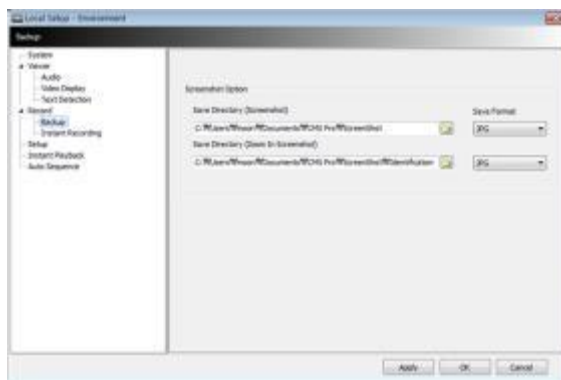 Local Setup - Environment
Backup
System
Viewer
Audio
Video Display
Text Detection
Record
Backup
Instant Recording
Setup
Instant Playback
Auto Sequence
Screenshot Option
Save Directory (Screenshot)
Save Format
JPG
Save Directory (Zoom In Screenshot)
JPG
Apply
OK
Cancel